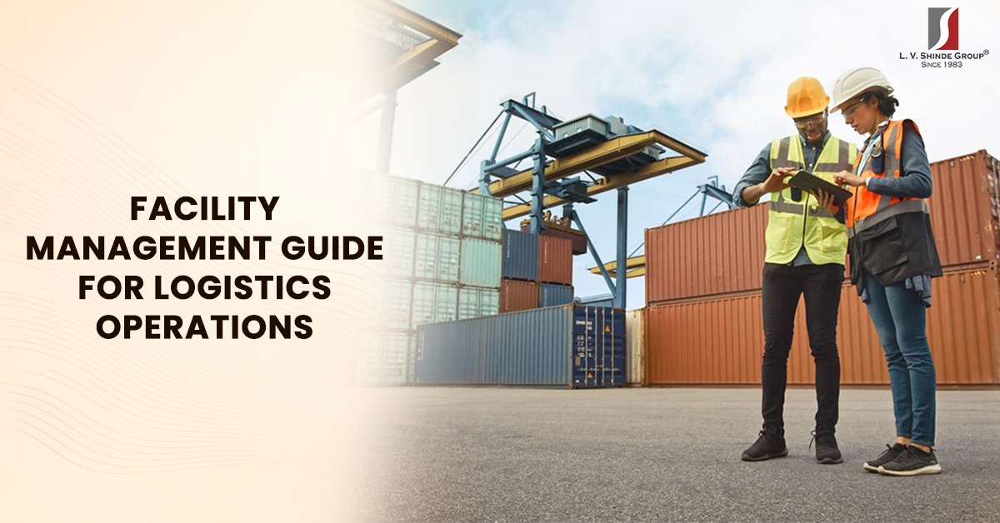 L. V. SHINDE GROUP®
SINCE 1983
FACILITY
MANAGEMENT GUIDE
FOR LOGISTICS
OPERATIONS